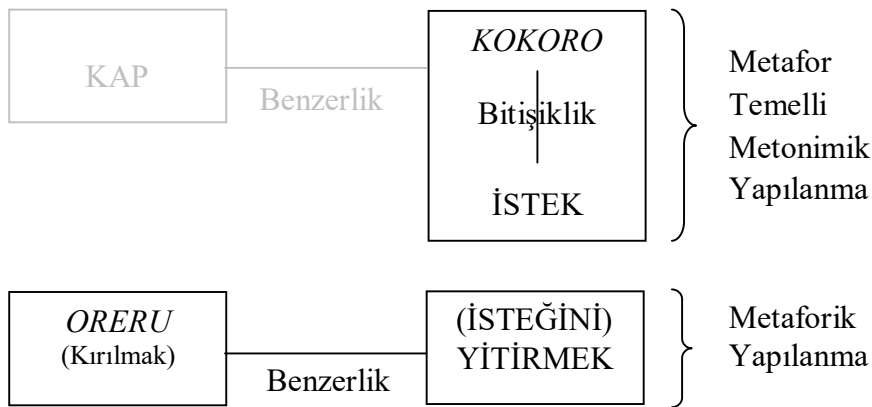 KAP
Benzerlik
KOKORO
Bitişiklik
İSTEK
Metafor
Temelli
Metonimik
Yapılanma
ORERU
(Kırılmak)
Benzerlik
(İSTEĞİNİ)
YİTİRMEK
Metaforik
Yapılanma